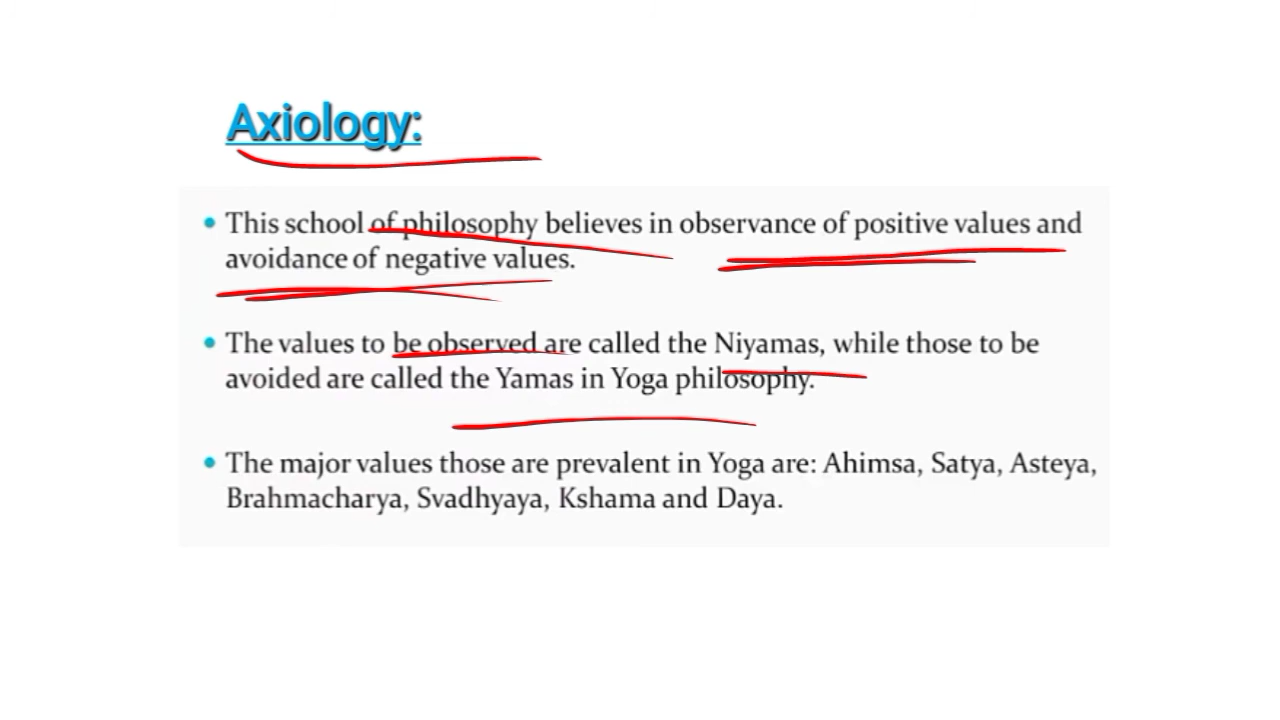 Axiology:
• This school of philosophy believes in observance of positive values and
avoidance of negative values.
• The values to be observed are called the Niyamas, while those to be
avoided are called the Yamas in Yoga philosophy.
• The major values those are prevalent in Yoga are: Ahimsa, Satya, Asteya,
Brahmacharya, Svadhyaya, Kshama and Daya.